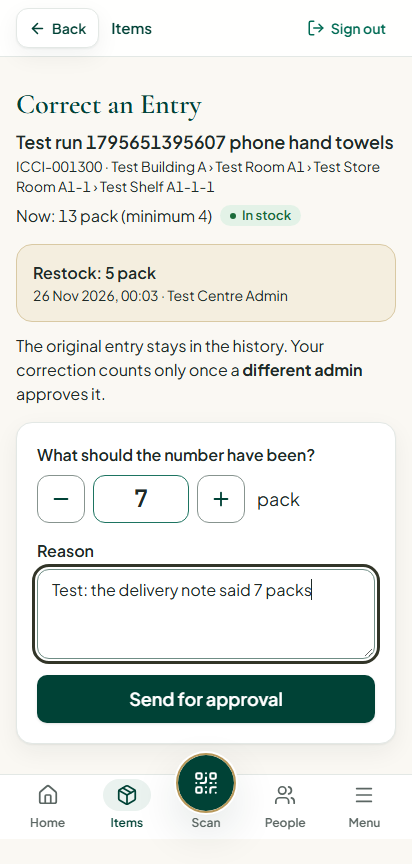 Back
Items
Sign out
Correct an Entry
Test run 1795651395607 phone hand towels
ICCI-001300 · Test Building A › Test Room A1 › Test Store
Room A1-1 › Test Shelf A1-1-1
Now: 13 pack (minimum 4)
In stock
Restock: 5 pack
26 Nov 2026, 00:03 · Test Centre Admin
The original entry stays in the history. Your
correction counts only once a different admin
approves it.
What should the number have been?
− 7 + pack
Reason
Test: the delivery note said 7 packs
Send for approval
Home
Items
Scan
People
Menu